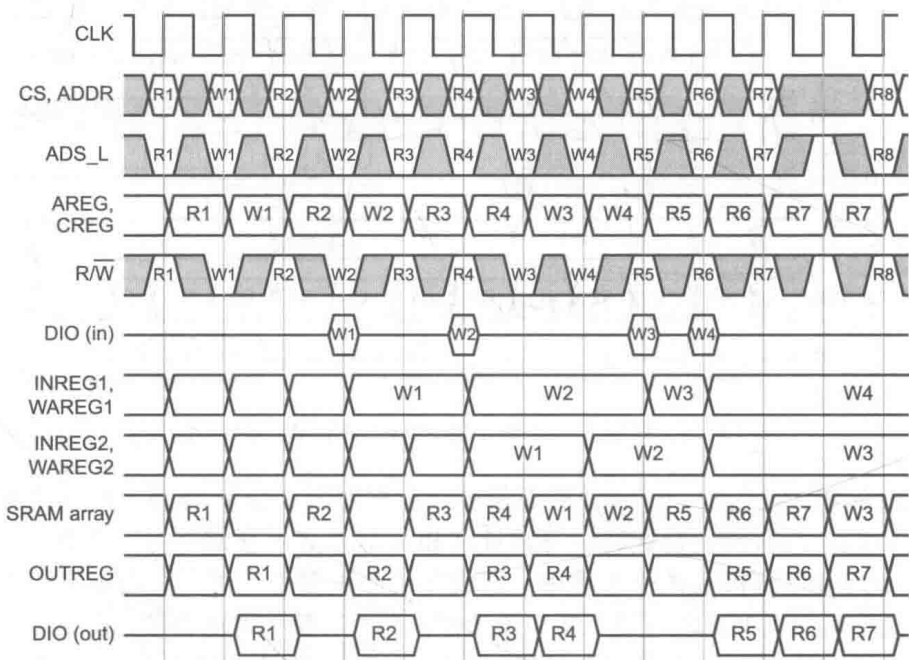 CLK
CS, ADDR R1 W1 R2 W2 R3 R4 W3 W4 R5 R6 R7 R8
ADS_L R1 W1 R2 W2 R3 R4 W3 W4 R5 R6 R7 R8
AREG,
CREG R1 W1 R2 W2 R3 R4 W3 W4 R5 R6 R7 R7
R/W̅ R1 W1 R2 W2 R3 R4 W3 W4 R5 R6 R7 R8
DIO (in) W1 W2 W3 W4
INREG1,
WAREG1 W1 W2 W3 W4
INREG2,
WAREG2 W1 W2 W3
SRAM array R1 R2 R3 R4 W1 W2 R5 R6 R7 W3
OUTREG R1 R2 R3 R4 R5 R6 R7
DIO (out) R1 R2 R3 R4 R5 R6 R7